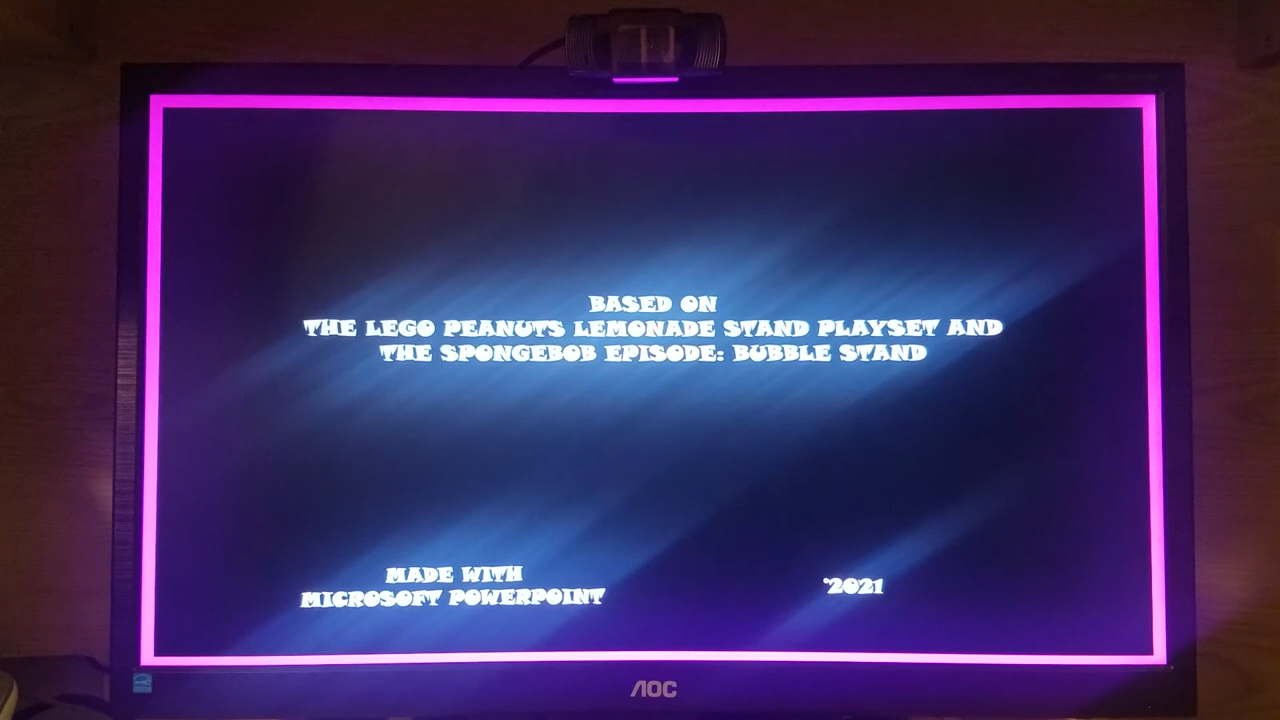 BASED ON
THE LEGO PEANUTS LEMONADE STAND PLAYSET AND
THE SPONGEBOB EPISODE: BUBBLE STAND
MADE WITH
MICROSOFT POWERPOINT
'2021
AOC